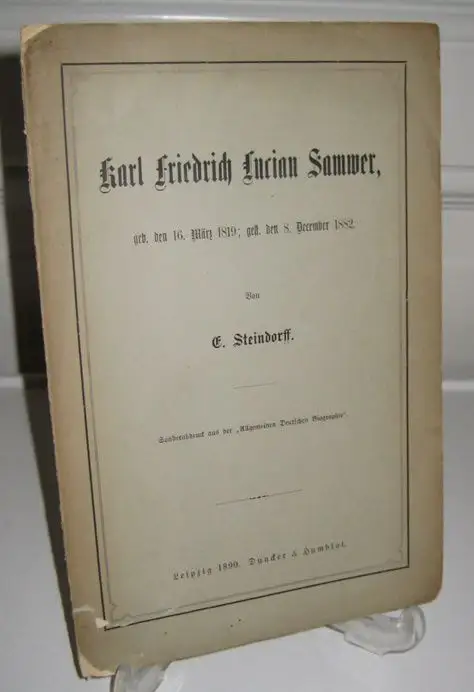 Karl Friedrich Lucian Samwer,
geb. den 16. März 1819; gest. den 8. December 1882.
Von
E. Steindorff.
Sonderabdruck aus der „Allgemeinen Deutschen Biographie“.
Leipzig 1890. Duncker & Humblot.